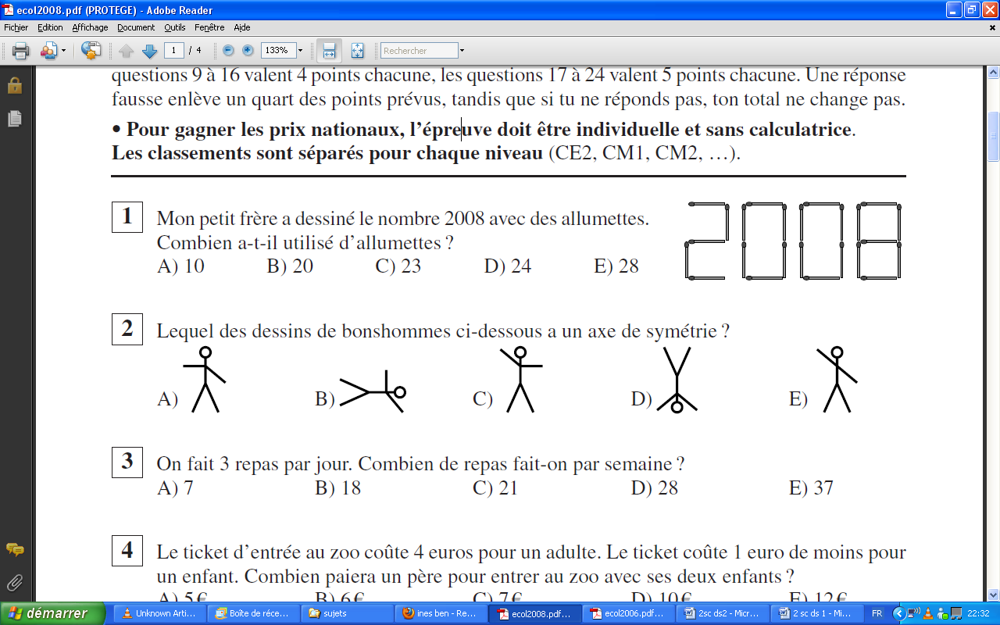 ecol2008.pdf (PROTEGE) - Adobe Reader
Fichier Edition Affichage Document Outils Fenêtre Aide
1 / 4 133% Rechercher
questions 9 à 16 valent 4 points chacune, les questions 17 à 24 valent 5 points chacune. Une réponse
fausse enlève un quart des points prévus, tandis que si tu ne réponds pas, ton total ne change pas.
• Pour gagner les prix nationaux, l’épreuve doit être individuelle et sans calculatrice.
Les classements sont séparés pour chaque niveau (CE2, CM1, CM2, …).
1 Mon petit frère a dessiné le nombre 2008 avec des allumettes.
Combien a-t-il utilisé d’allumettes ?
A) 10 B) 20 C) 23 D) 24 E) 28
2008
2 Lequel des dessins de bonshommes ci-dessous a un axe de symétrie ?
A) B) C) D) E)
3 On fait 3 repas par jour. Combien de repas fait-on par semaine ?
A) 7 B) 18 C) 21 D) 28 E) 37
4 Le ticket d’entrée au zoo coûte 4 euros pour un adulte. Le ticket coûte 1 euro de moins pour
un enfant. Combien paiera un père pour entrer au zoo avec ses deux enfants ?
A) 5 € B) 6 € C) 7 € D) 10 € E) 12 €
démarrer Unknown Arti... Boîte de réce... sujets ines ben - Re... ecol2008.pdf... ecol2006.pdf... 2sc ds2 - Micr... 2 sc ds 1 - Mi... FR 22:32